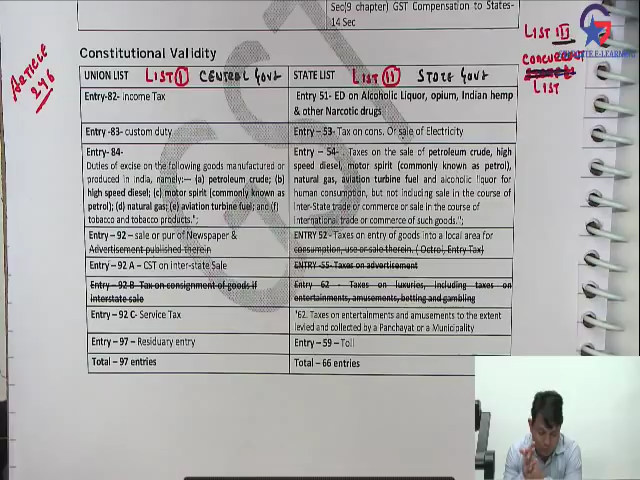 Sec(9 chapter) GST Compensation to States-
14 Sec
LIST III
E-LEARNING
CONCURRENT
LIST
ARTICLE
246
Constitutional Validity
UNION LIST LIST I CENTRAL GOVT
STATE LIST LIST II STATE GOVT
Entry-82- income Tax
Entry 51- ED on Alcoholic Liquor, opium, Indian hemp
& other Narcotic drugs
Entry -83- custom duty
Entry – 53- Tax on cons. Or sale of Electricity
Entry-84-
Duties of excise on the following goods manufactured or
produced in India, namely:— (a) petroleum crude; (b)
high speed diesel; (c) motor spirit (commonly known as
petrol); (d) natural gas; (e) aviation turbine fuel; and (f)
tobacco and tobacco products.";
Entry – 54- . Taxes on the sale of petroleum crude, high
speed diesel, motor spirit (commonly known as petrol),
natural gas, aviation turbine fuel and alcoholic liquor for
human consumption, but not including sale in the course of
Inter-State trade or commerce or sale in the course of
international trade or commerce of such goods.";
Entry – 92 – sale or pur of Newspaper &
Advertisement published therein
ENTRY 52 - Taxes on entry of goods into a local area for
consumption, use or sale therein. ( Octroi, Entry Tax)
Entry – 92 A – CST on inter-state Sale
ENTRY -55- Taxes on advertisement
Entry – 92 B- Tax on consignment of goods if
interstate sale
Entry 62 - Taxes on luxuries, including taxes on
entertainments, amusements, betting and gambling
Entry – 92 C- Service Tax
"62. Taxes on entertainments and amusements to the extent
levied and collected by a Panchayat or a Municipality
Entry – 97 - Residuary entry
Entry – 59 – Toll
Total – 97 entries
Total – 66 entries